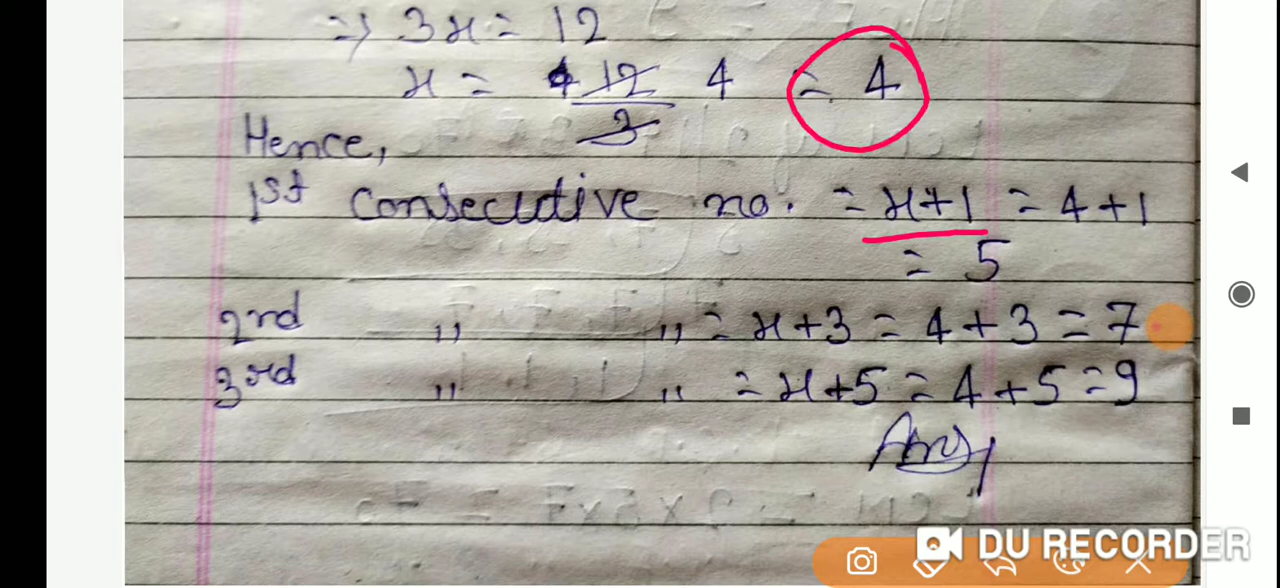 => 3x = 12
x = 4 12/3 4 = 4
Hence,
1st Consecutive no. = x+1 = 4+1
= 5
2nd " " = x+3 = 4+3 = 7
3rd " " = x+5 = 4+5 = 9
Ans
DU RECORDER